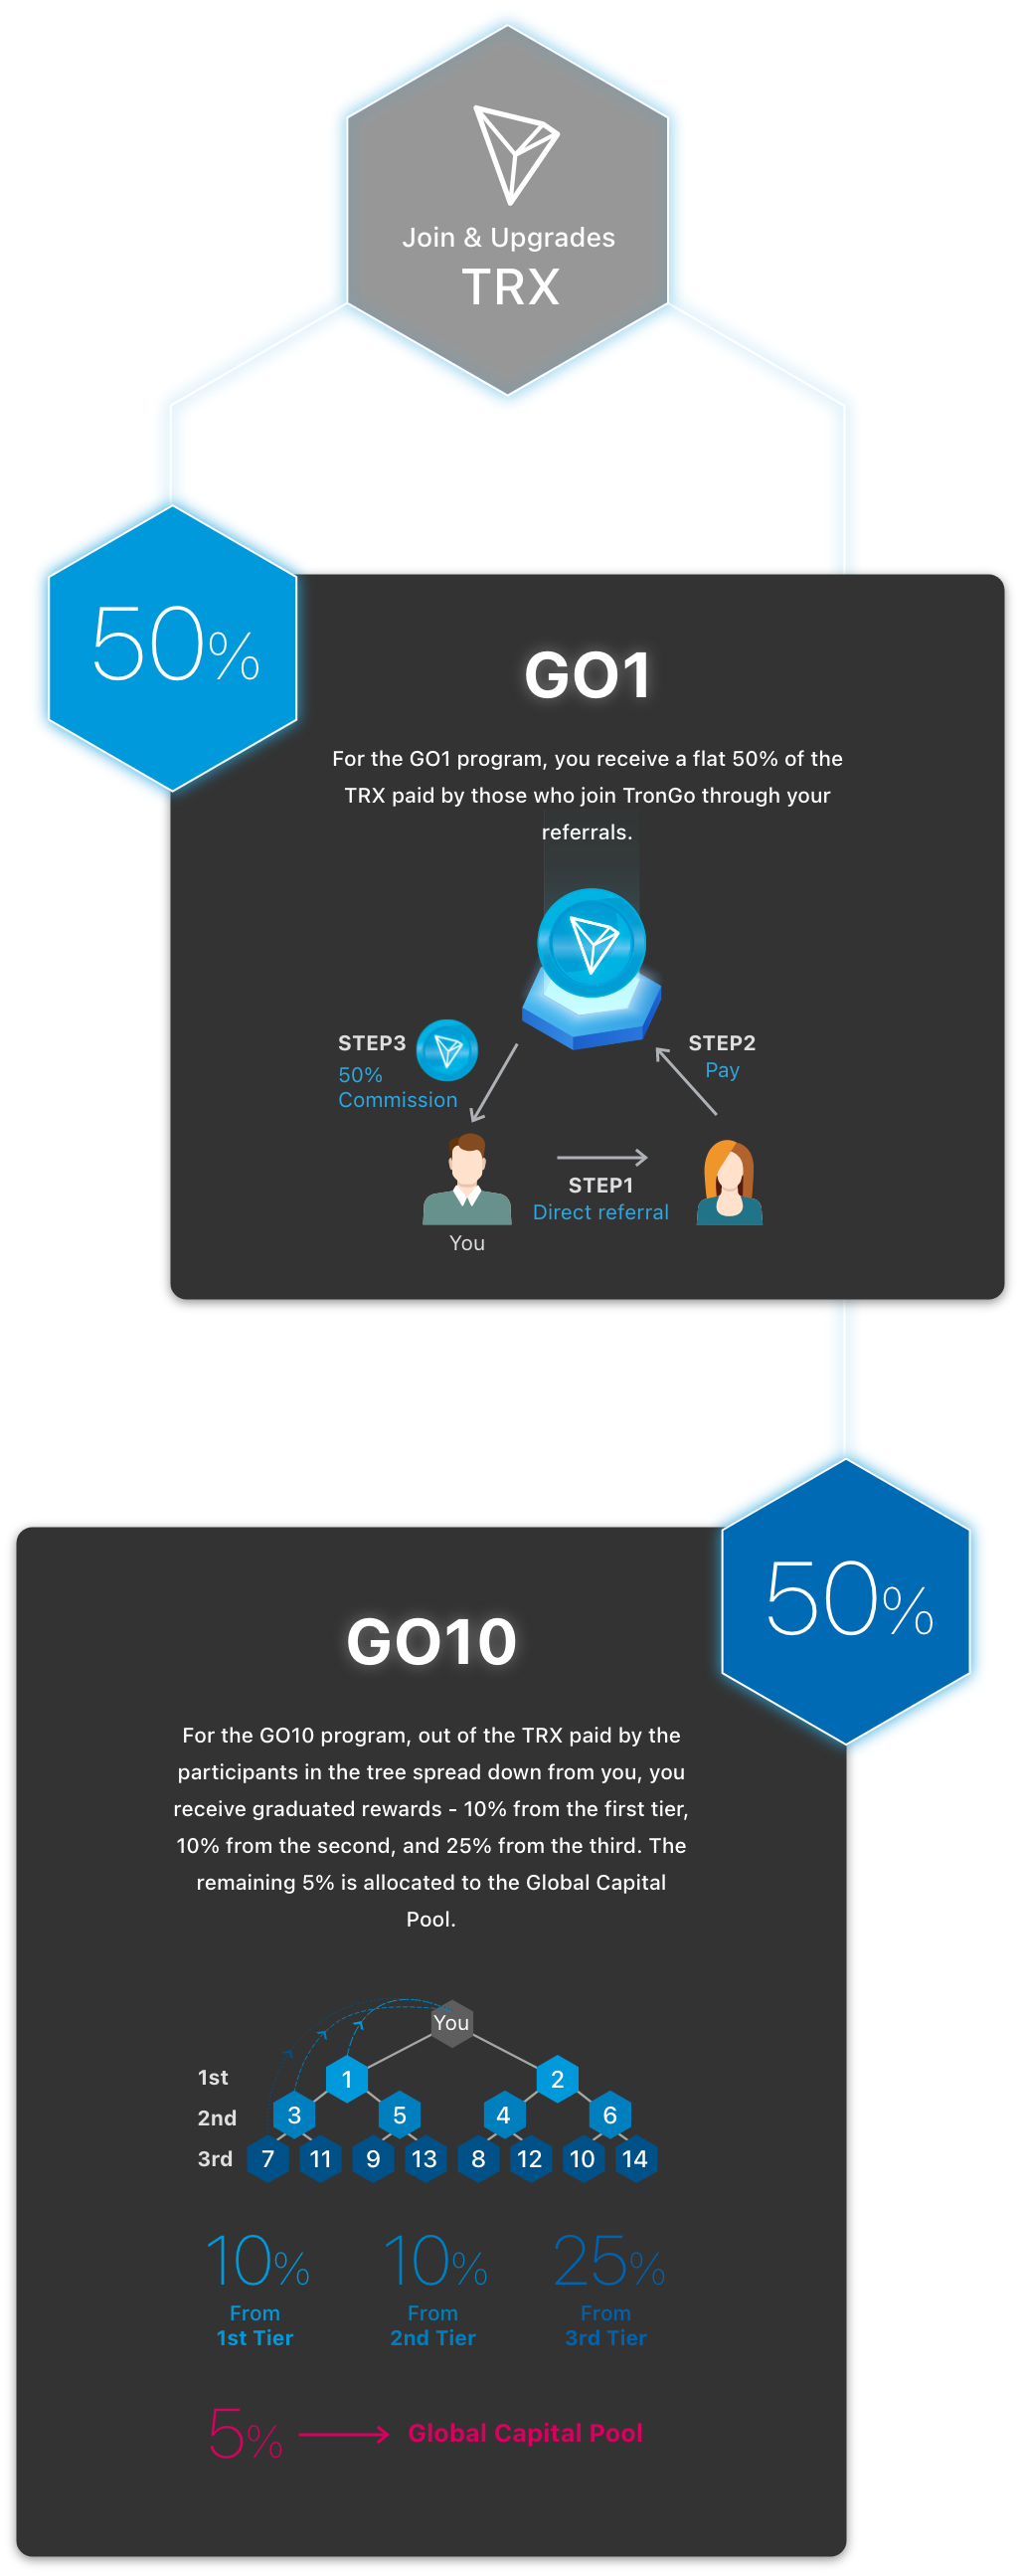 Join & Upgrades
TRX
50%
GO1
For the GO1 program, you receive a flat 50% of the
TRX paid by those who join TronGo through your
referrals.
STEP3
50%
Commission
STEP2
Pay
STEP1
Direct referral
You
50%
GO10
For the GO10 program, out of the TRX paid by the
participants in the tree spread down from you, you
receive graduated rewards - 10% from the first tier,
10% from the second, and 25% from the third. The
remaining 5% is allocated to the Global Capital
Pool.
You
1st 1 2
2nd 3 5 4 6
3rd 7 11 9 13 8 12 10 14
10% 10% 25%
From From From
1st Tier 2nd Tier 3rd Tier
5% Global Capital Pool